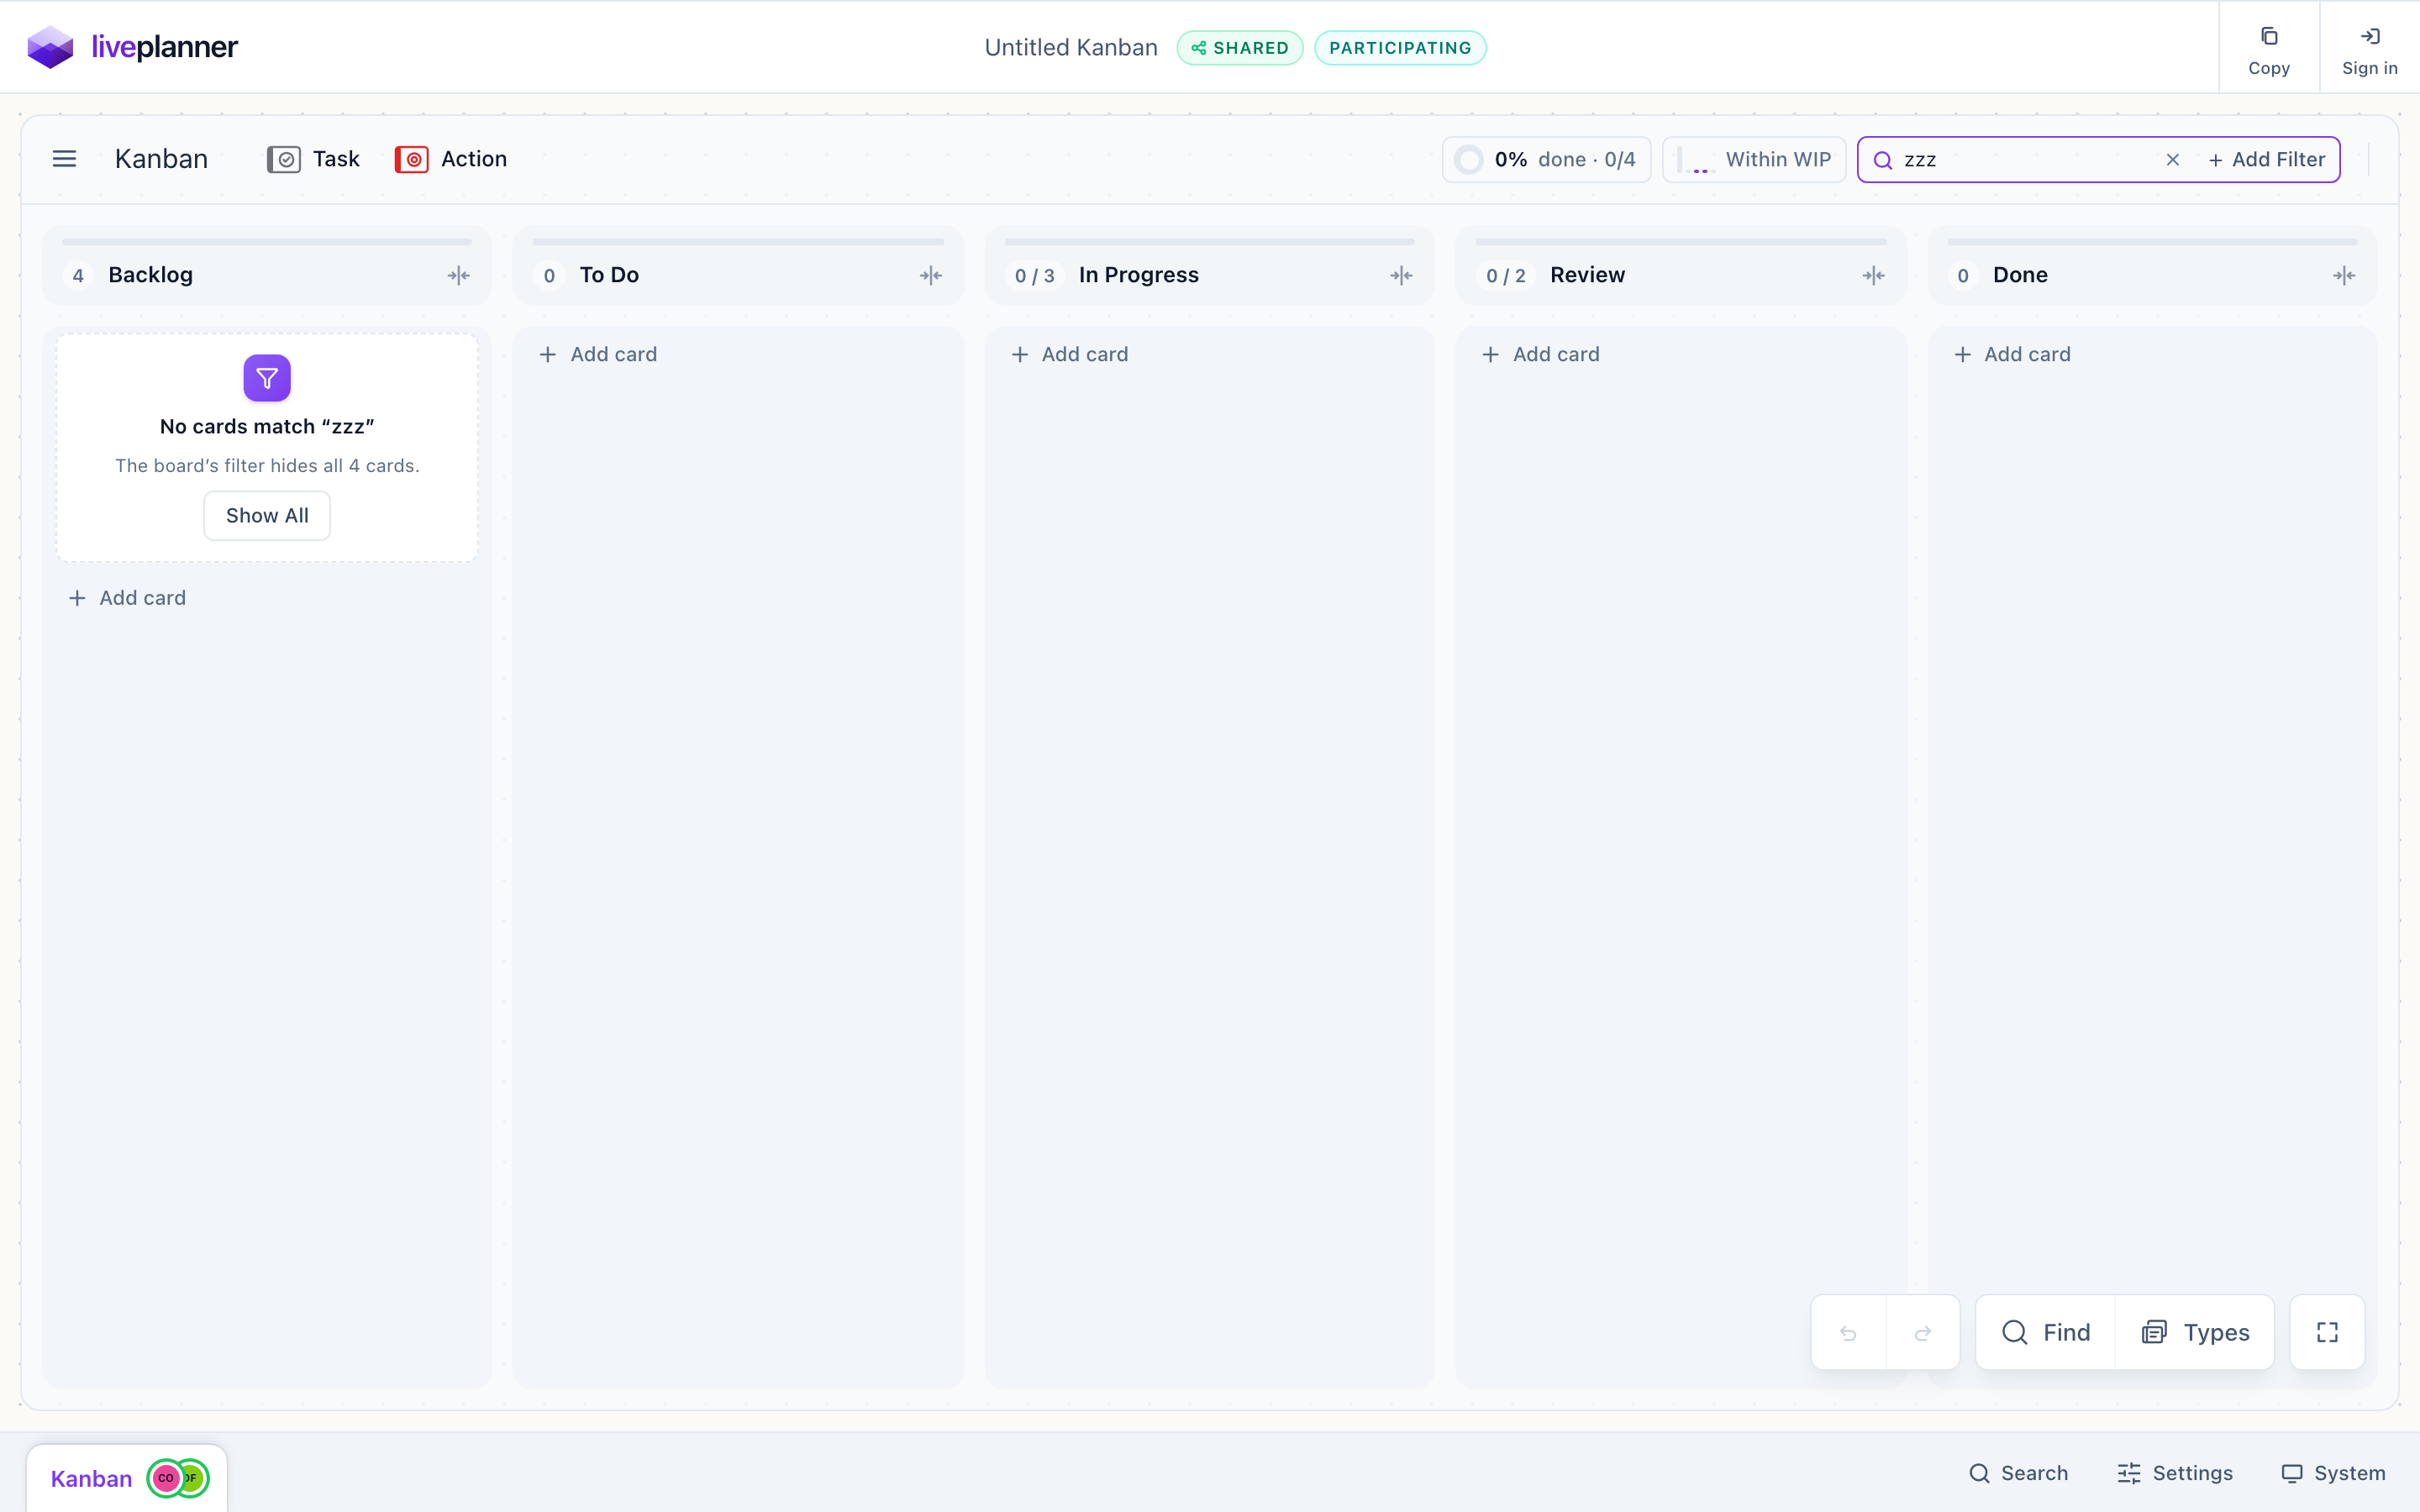 liveplanner
Untitled Kanban SHARED PARTICIPATING
Copy
Sign in
Kanban Task Action
0% done · 0/4 Within WIP zzz + Add Filter
4 Backlog
0 To Do
0 / 3 In Progress
0 / 2 Review
0 Done
No cards match “zzz”
The board’s filter hides all 4 cards.
Show All
+ Add card
+ Add card
+ Add card
+ Add card
+ Add card
Find Types
Kanban CO DF
Search Settings System